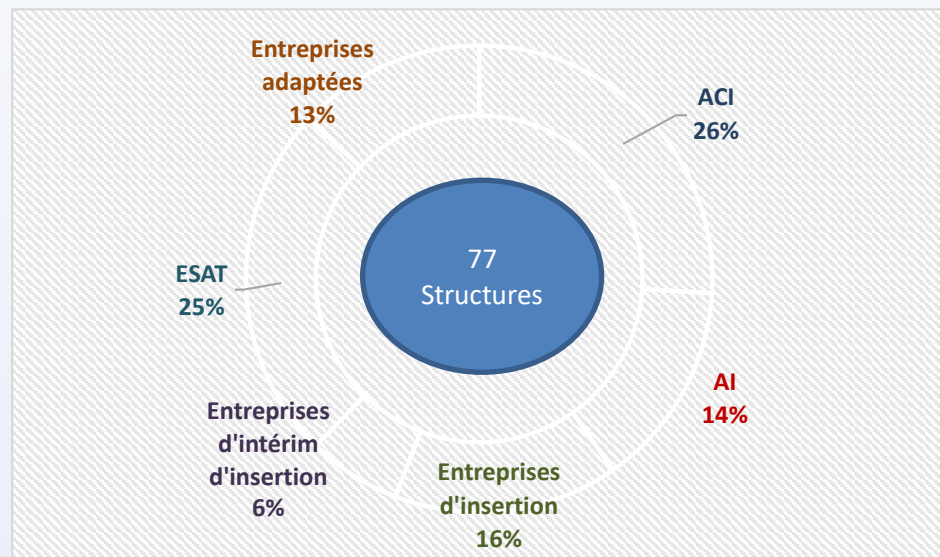 Entreprises
adaptées
13%
ACI
26%
77
Structures
ESAT
25%
AI
14%
Entreprises
d'intérim
d'insertion
6%
Entreprises
d'insertion
16%